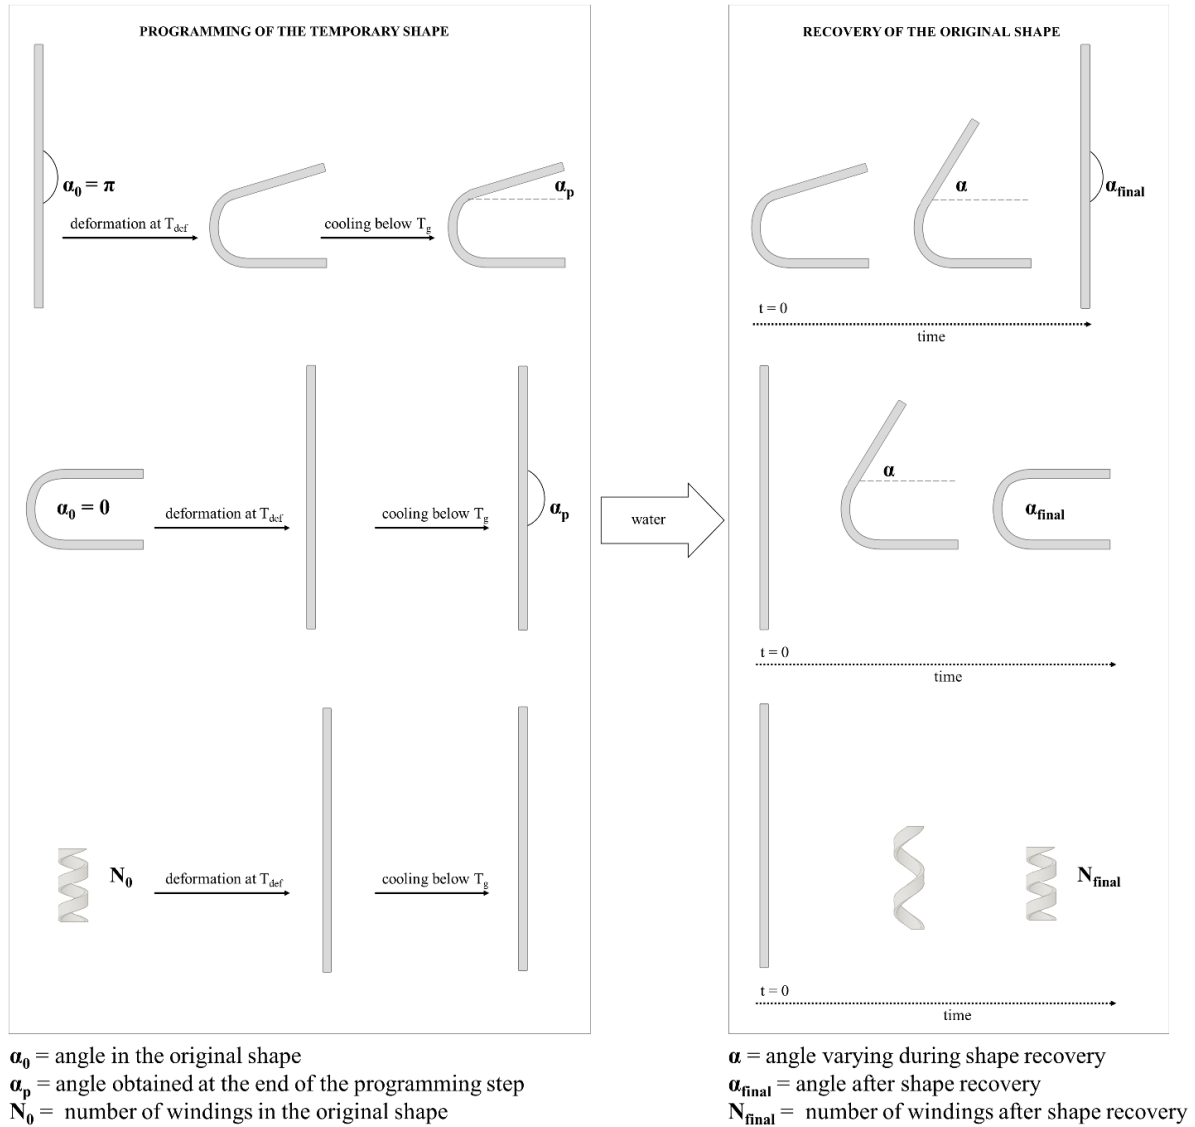 PROGRAMMING OF THE TEMPORARY SHAPE
α0 = π
deformation at Tdef
cooling below Tg
αp
α0 = 0
deformation at Tdef
cooling below Tg
αp
N0
deformation at Tdef
cooling below Tg
water
RECOVERY OF THE ORIGINAL SHAPE
α
αfinal
t = 0
time
α
αfinal
t = 0
time
Nfinal
t = 0
time
α0 = angle in the original shape
αp = angle obtained at the end of the programming step
N0 = number of windings in the original shape
α = angle varying during shape recovery
αfinal = angle after shape recovery
Nfinal = number of windings after shape recovery